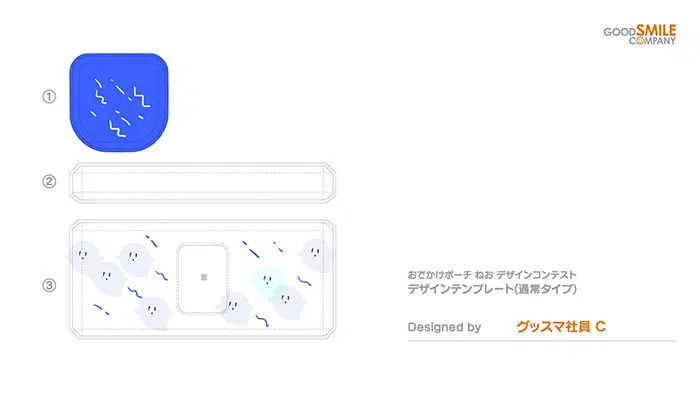 GOODSMILE
COMPANY
①
②
③
窓
おでかけポーチ ねお デザインコンテスト
デザインテンプレート(通常タイプ)
Designed by グッスマ社員 C